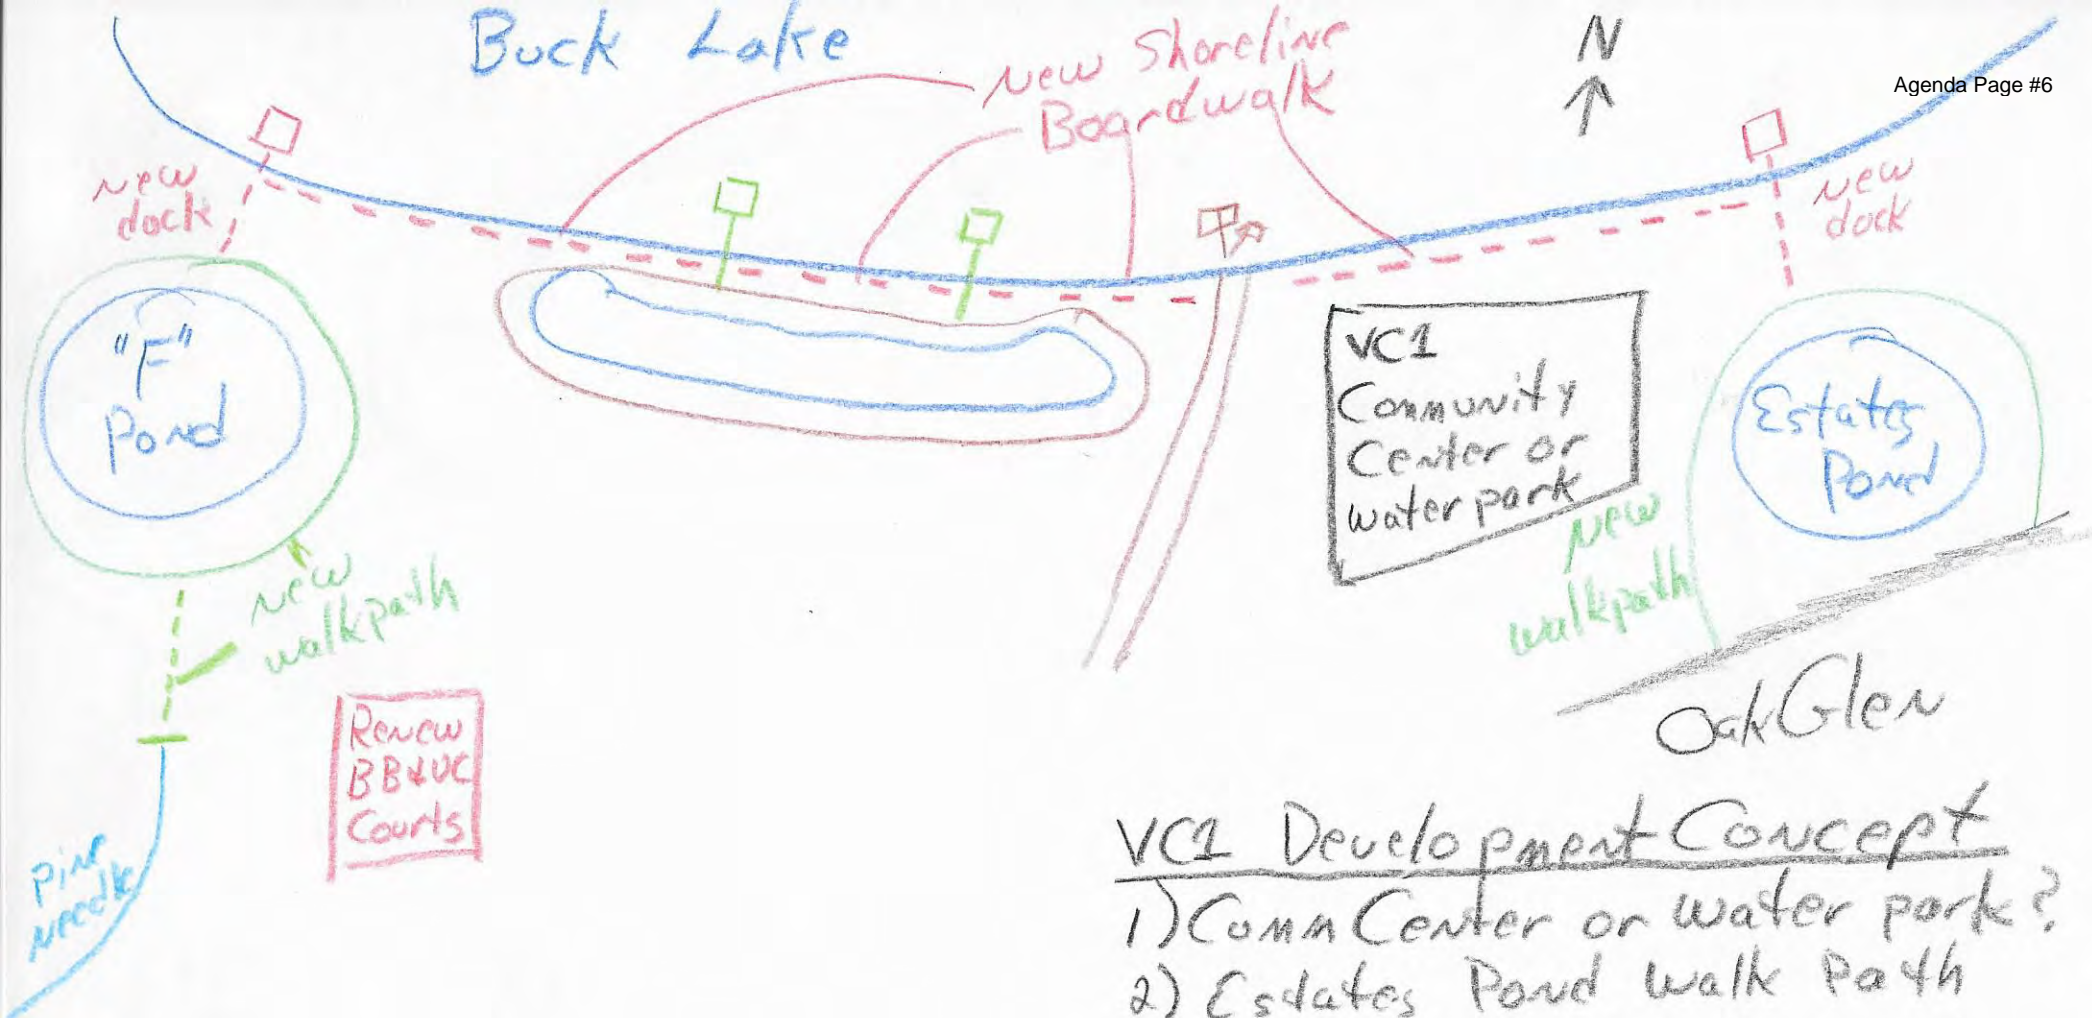 Buck Lake
New Shoreline
Boardwalk
N
Agenda Page #6
New
dock
New
dock
"F"
Pond
VC1
Community
Center or
water park
Estates
Pond
New
walkpath
New
walkpath
Oak Glen
Renew
BB & VC
Courts
Pine
Needle
VC1 Development Concept
1) Comm Center or water park?
2) Estates Pond Walk Path